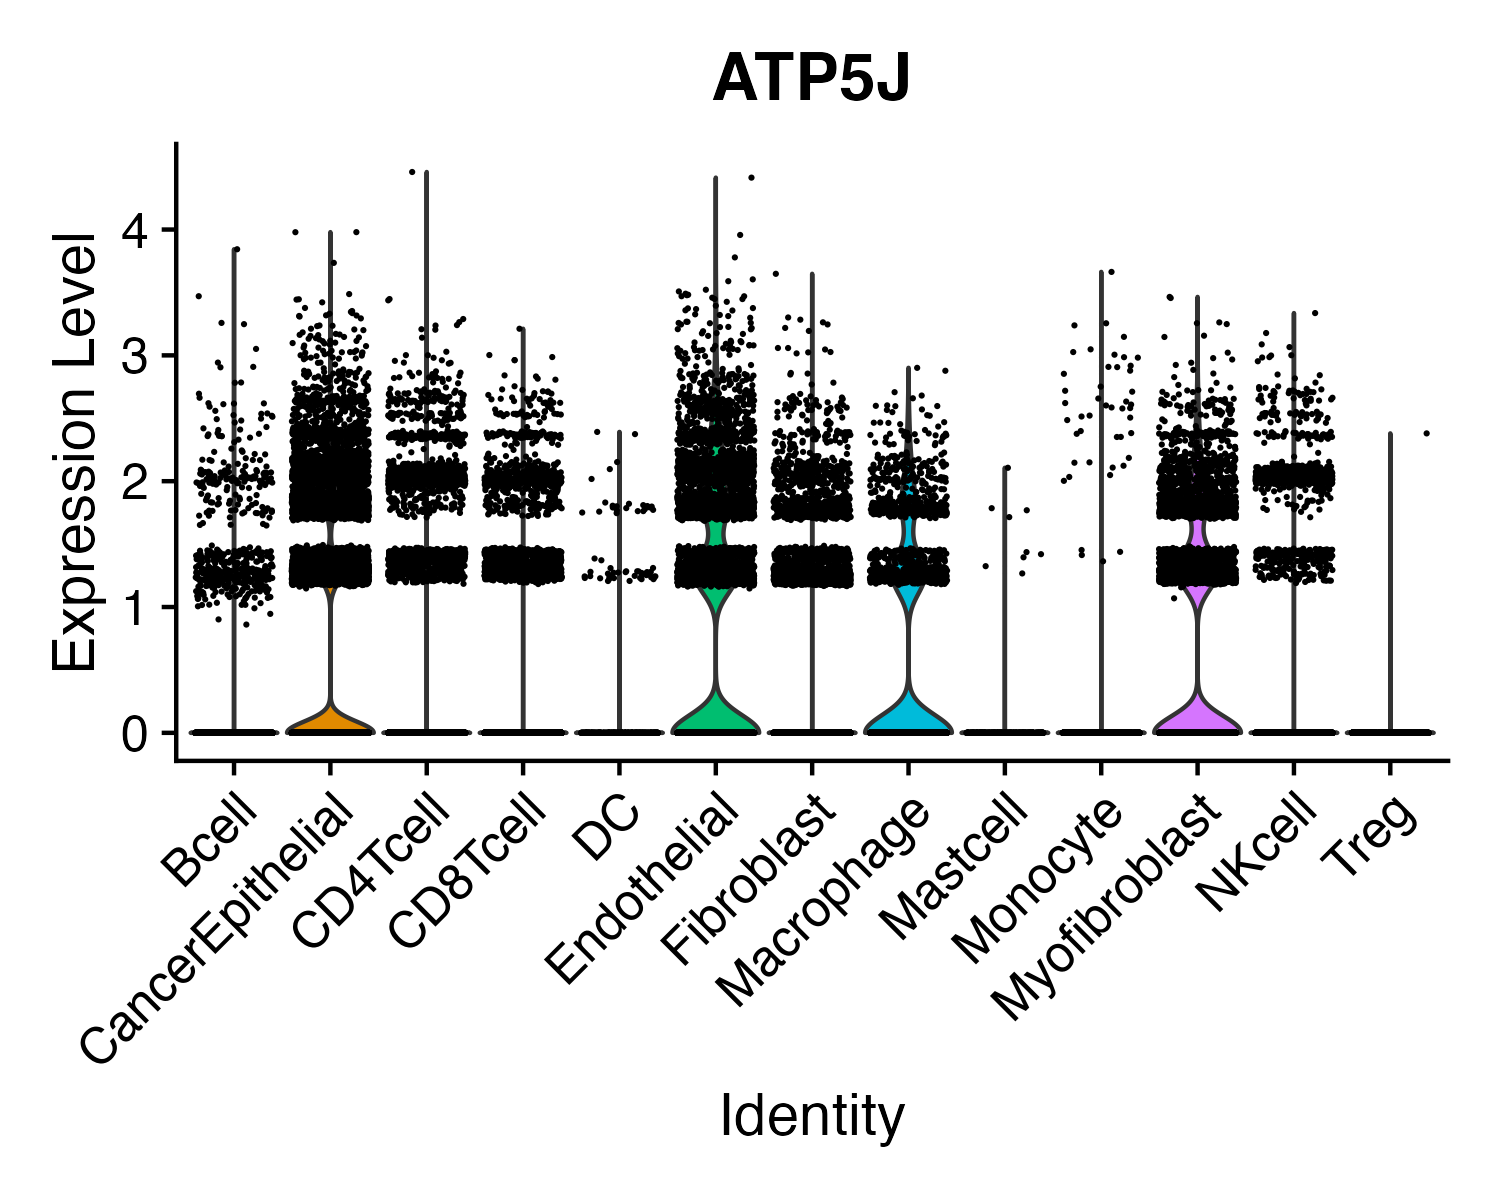 ATP5J
Expression Level
4
3
2
1
0
Bcell
CancerEpithelial
CD4Tcell
CD8Tcell
DC
Endothelial
Fibroblast
Macrophage
Mastcell
Monocyte
Myofibroblast
NKcell
Treg
Identity